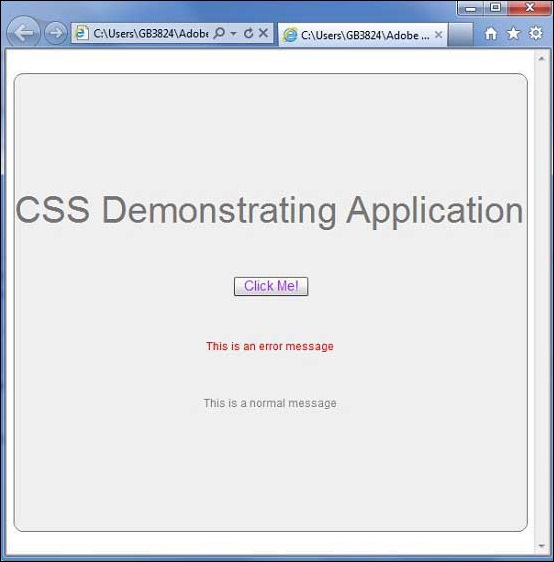 C:\Users\GB3824\Adobe
C:\Users\GB3824\Adobe ...
CSS Demonstrating Application
Click Me!
This is an error message
This is a normal message